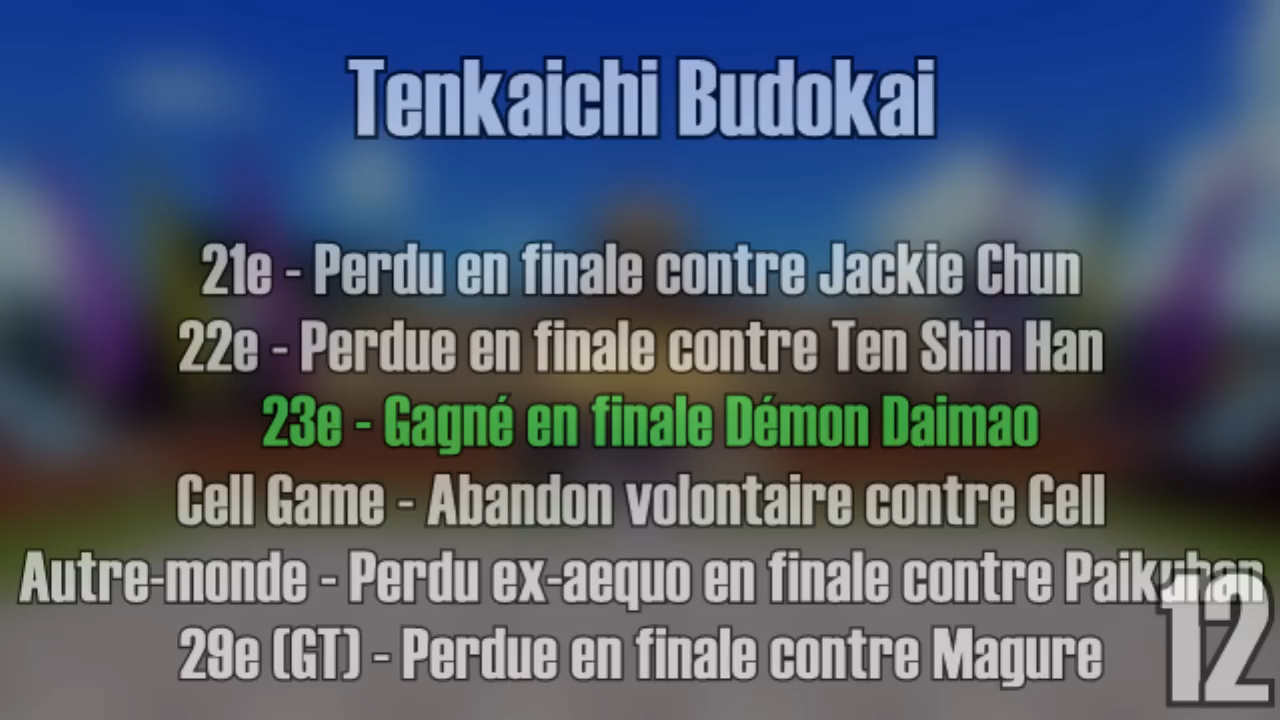 Tenkaichi Budokai
21e - Perdu en finale contre Jackie Chun
22e - Perdue en finale contre Ten Shin Han
23e - Gagné en finale Démon Daimao
Cell Game - Abandon volontaire contre Cell
Autre-monde - Perdu ex-aequo en finale contre Paikuhan
29e (GT) - Perdue en finale contre Magure
12